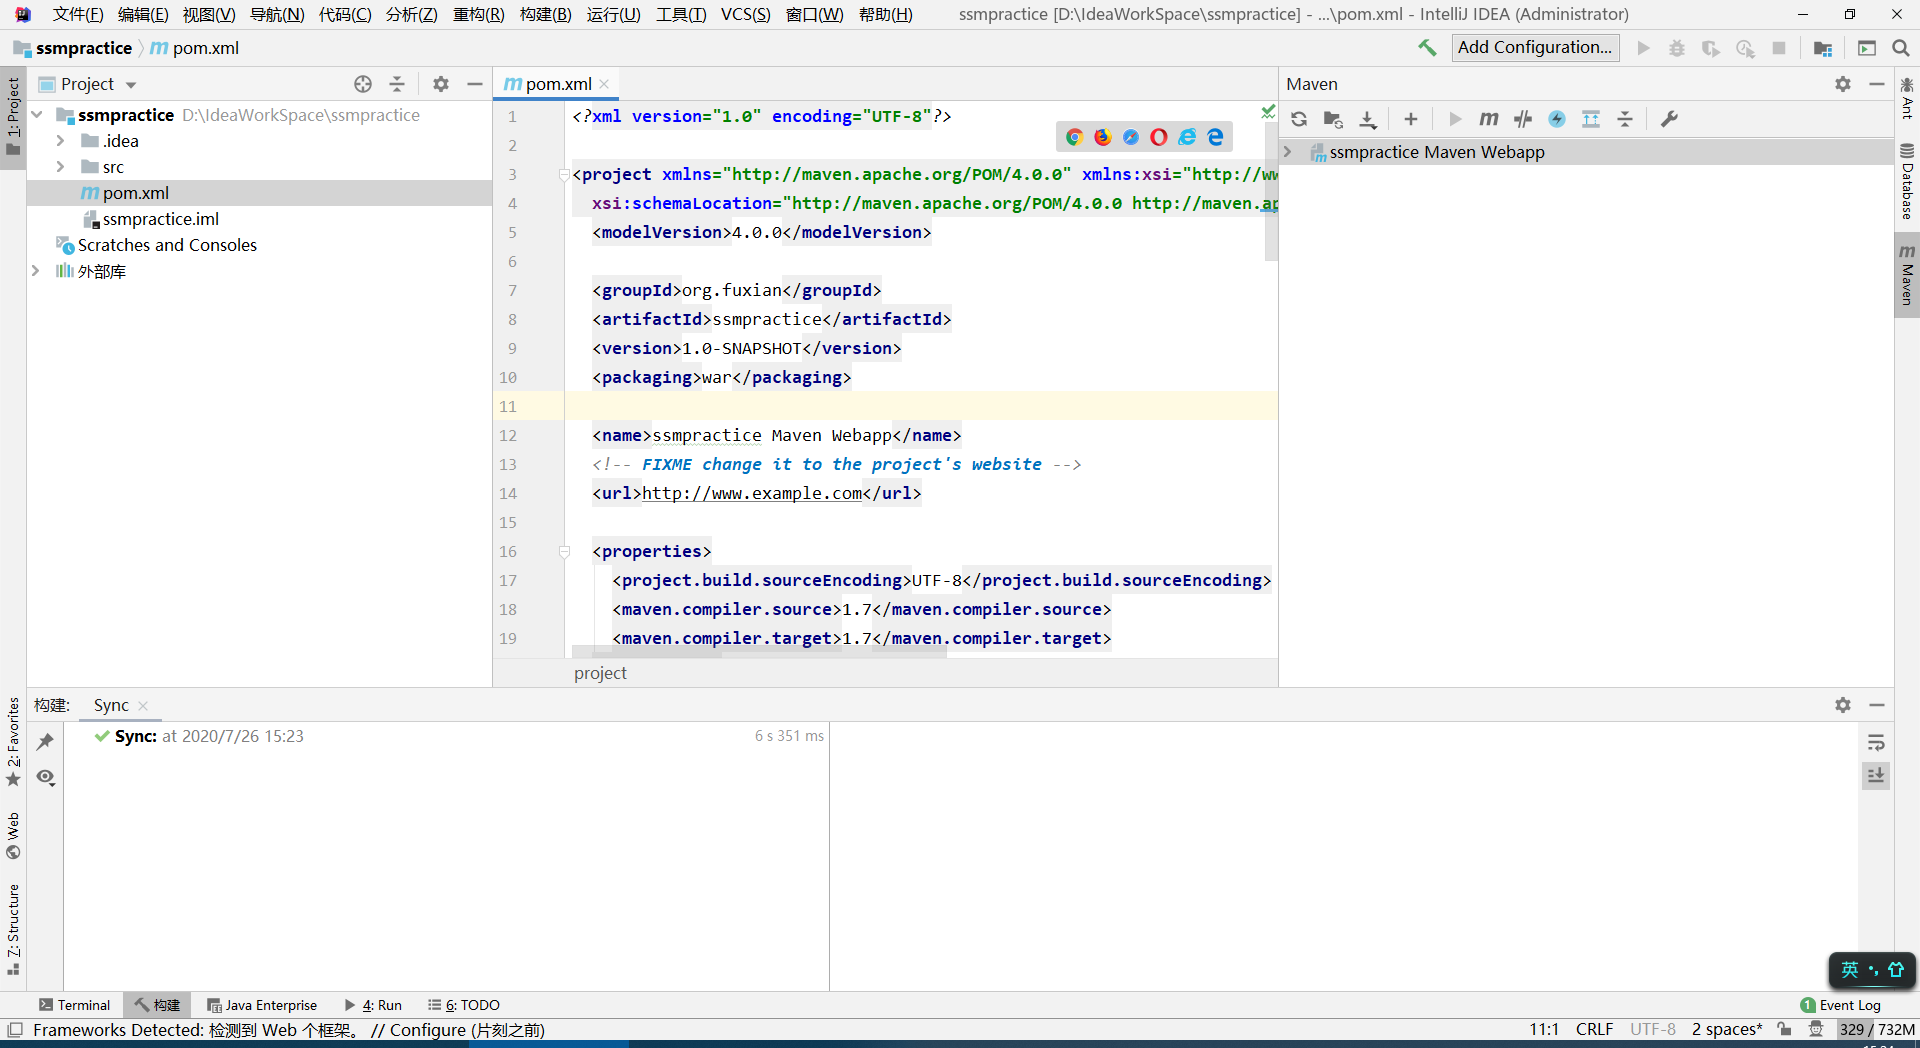 文件(F) 编辑(E) 视图(V) 导航(N) 代码(C) 分析(Z) 重构(R) 构建(B) 运行(U) 工具(T) VCS(S) 窗口(W) 帮助(H) ssmpractice [D:\IdeaWorkSpace\ssmpractice] - ...\pom.xml - IntelliJ IDEA (Administrator)
ssmpractice m pom.xml Add Configuration...
1: Project
Project
ssmpractice D:\IdeaWorkSpace\ssmpractice
.idea
src
m pom.xml
ssmpractice.iml
Scratches and Consoles
外部库
m pom.xml
1 <?xml version="1.0" encoding="UTF-8"?>
2
3 <project xmlns="http://maven.apache.org/POM/4.0.0" xmlns:xsi="http://ww
4 xsi:schemaLocation="http://maven.apache.org/POM/4.0.0 http://maven.ap
5 <modelVersion>4.0.0</modelVersion>
6
7 <groupId>org.fuxian</groupId>
8 <artifactId>ssmpractice</artifactId>
9 <version>1.0-SNAPSHOT</version>
10 <packaging>war</packaging>
11
12 <name>ssmpractice Maven Webapp</name>
13 <!-- FIXME change it to the project's website -->
14 <url>http://www.example.com</url>
15
16 <properties>
17 <project.build.sourceEncoding>UTF-8</project.build.sourceEncoding>
18 <maven.compiler.source>1.7</maven.compiler.source>
19 <maven.compiler.target>1.7</maven.compiler.target>
project
Maven
m
ssmpractice Maven Webapp
Ant
Database
m Maven
2: Favorites
Web
7: Structure
构建: Sync
Sync: at 2020/7/26 15:23 6 s 351 ms
英
Terminal 构建 Java Enterprise 4: Run 6: TODO 1 Event Log
Frameworks Detected: 检测到 Web 个框架。 // Configure (片刻之前) 11:1 CRLF UTF-8 2 spaces* 329 / 732M